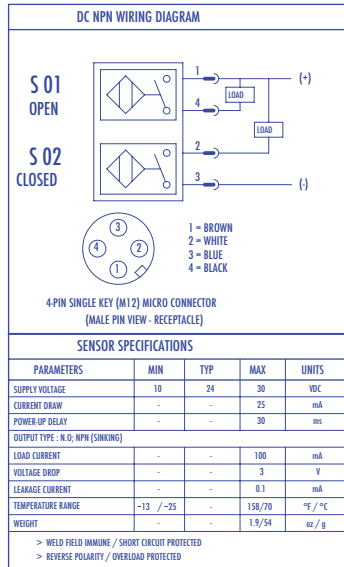 DC NPN WIRING DIAGRAM
S 01
OPEN
S 02
CLOSED
1
4
2
3
LOAD
LOAD
(+)
(-)
3
4
2
1
1 = BROWN
2 = WHITE
3 = BLUE
4 = BLACK
4-PIN SINGLE KEY (M12) MICRO CONNECTOR
(MALE PIN VIEW - RECEPTACLE)
SENSOR SPECIFICATIONS
PARAMETERS MIN TYP MAX UNITS
SUPPLY VOLTAGE 10 24 30 VDC
CURRENT DRAW - - 25 mA
POWER-UP DELAY - - 30 ms
OUTPUT TYPE : N.O; NPN (SINKING)
LOAD CURRENT - - 100 mA
VOLTAGE DROP - - 3 V
LEAKAGE CURRENT - - 0.1 mA
TEMPERATURE RANGE -13 / -25 - 158/70 °F / °C
WEIGHT - - 1.9/54 oz / g
> WELD FIELD IMMUNE / SHORT CIRCUIT PROTECTED
> REVERSE POLARITY / OVERLOAD PROTECTED